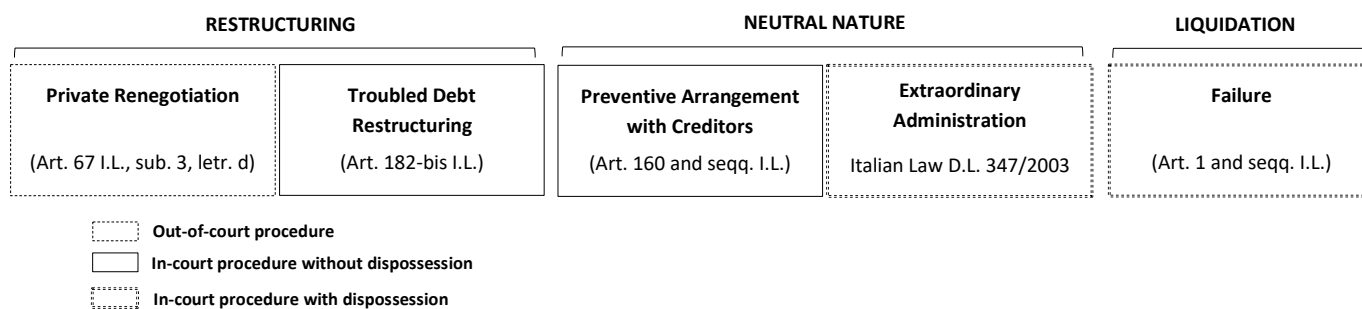 RESTRUCTURING
NEUTRAL NATURE
LIQUIDATION
Private Renegotiation
(Art. 67 I.L., sub. 3, letr. d)
Troubled Debt
Restructuring
(Art. 182-bis I.L.)
Preventive Arrangement
with Creditors
(Art. 160 and seqq. I.L.)
Extraordinary
Administration
Italian Law D.L. 347/2003
Failure
(Art. 1 and seqq. I.L.)
Out-of-court procedure
In-court procedure without dispossession
In-court procedure with dispossession